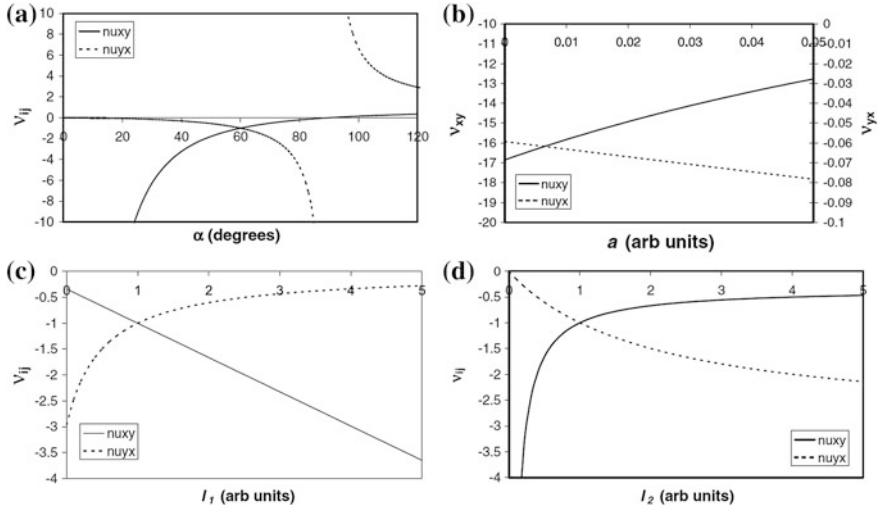 (a)
10
8
6
4
2
0
-2
-4
-6
-8
-10
nuxy
nuyx
0 20 40 60 80 100 120
νij
α (degrees)
(b)
-10
-11
-12
-13
-14
-15
-16
-17
-18
-19
-20
0 0.01 0.02 0.03 0.04 0.05
0
-0.01
-0.02
-0.03
-0.04
-0.05
-0.06
-0.07
-0.08
-0.09
-0.1
νxy
νyx
nuxy
nuyx
a (arb units)
(c)
0
-0.5
-1
-1.5
-2
-2.5
-3
-3.5
-4
0 1 2 3 4 5
νij
nuxy
nuyx
l1 (arb units)
(d)
0
-0.5
-1
-1.5
-2
-2.5
-3
-3.5
-4
0 1 2 3 4 5
νij
nuxy
nuyx
l2 (arb units)